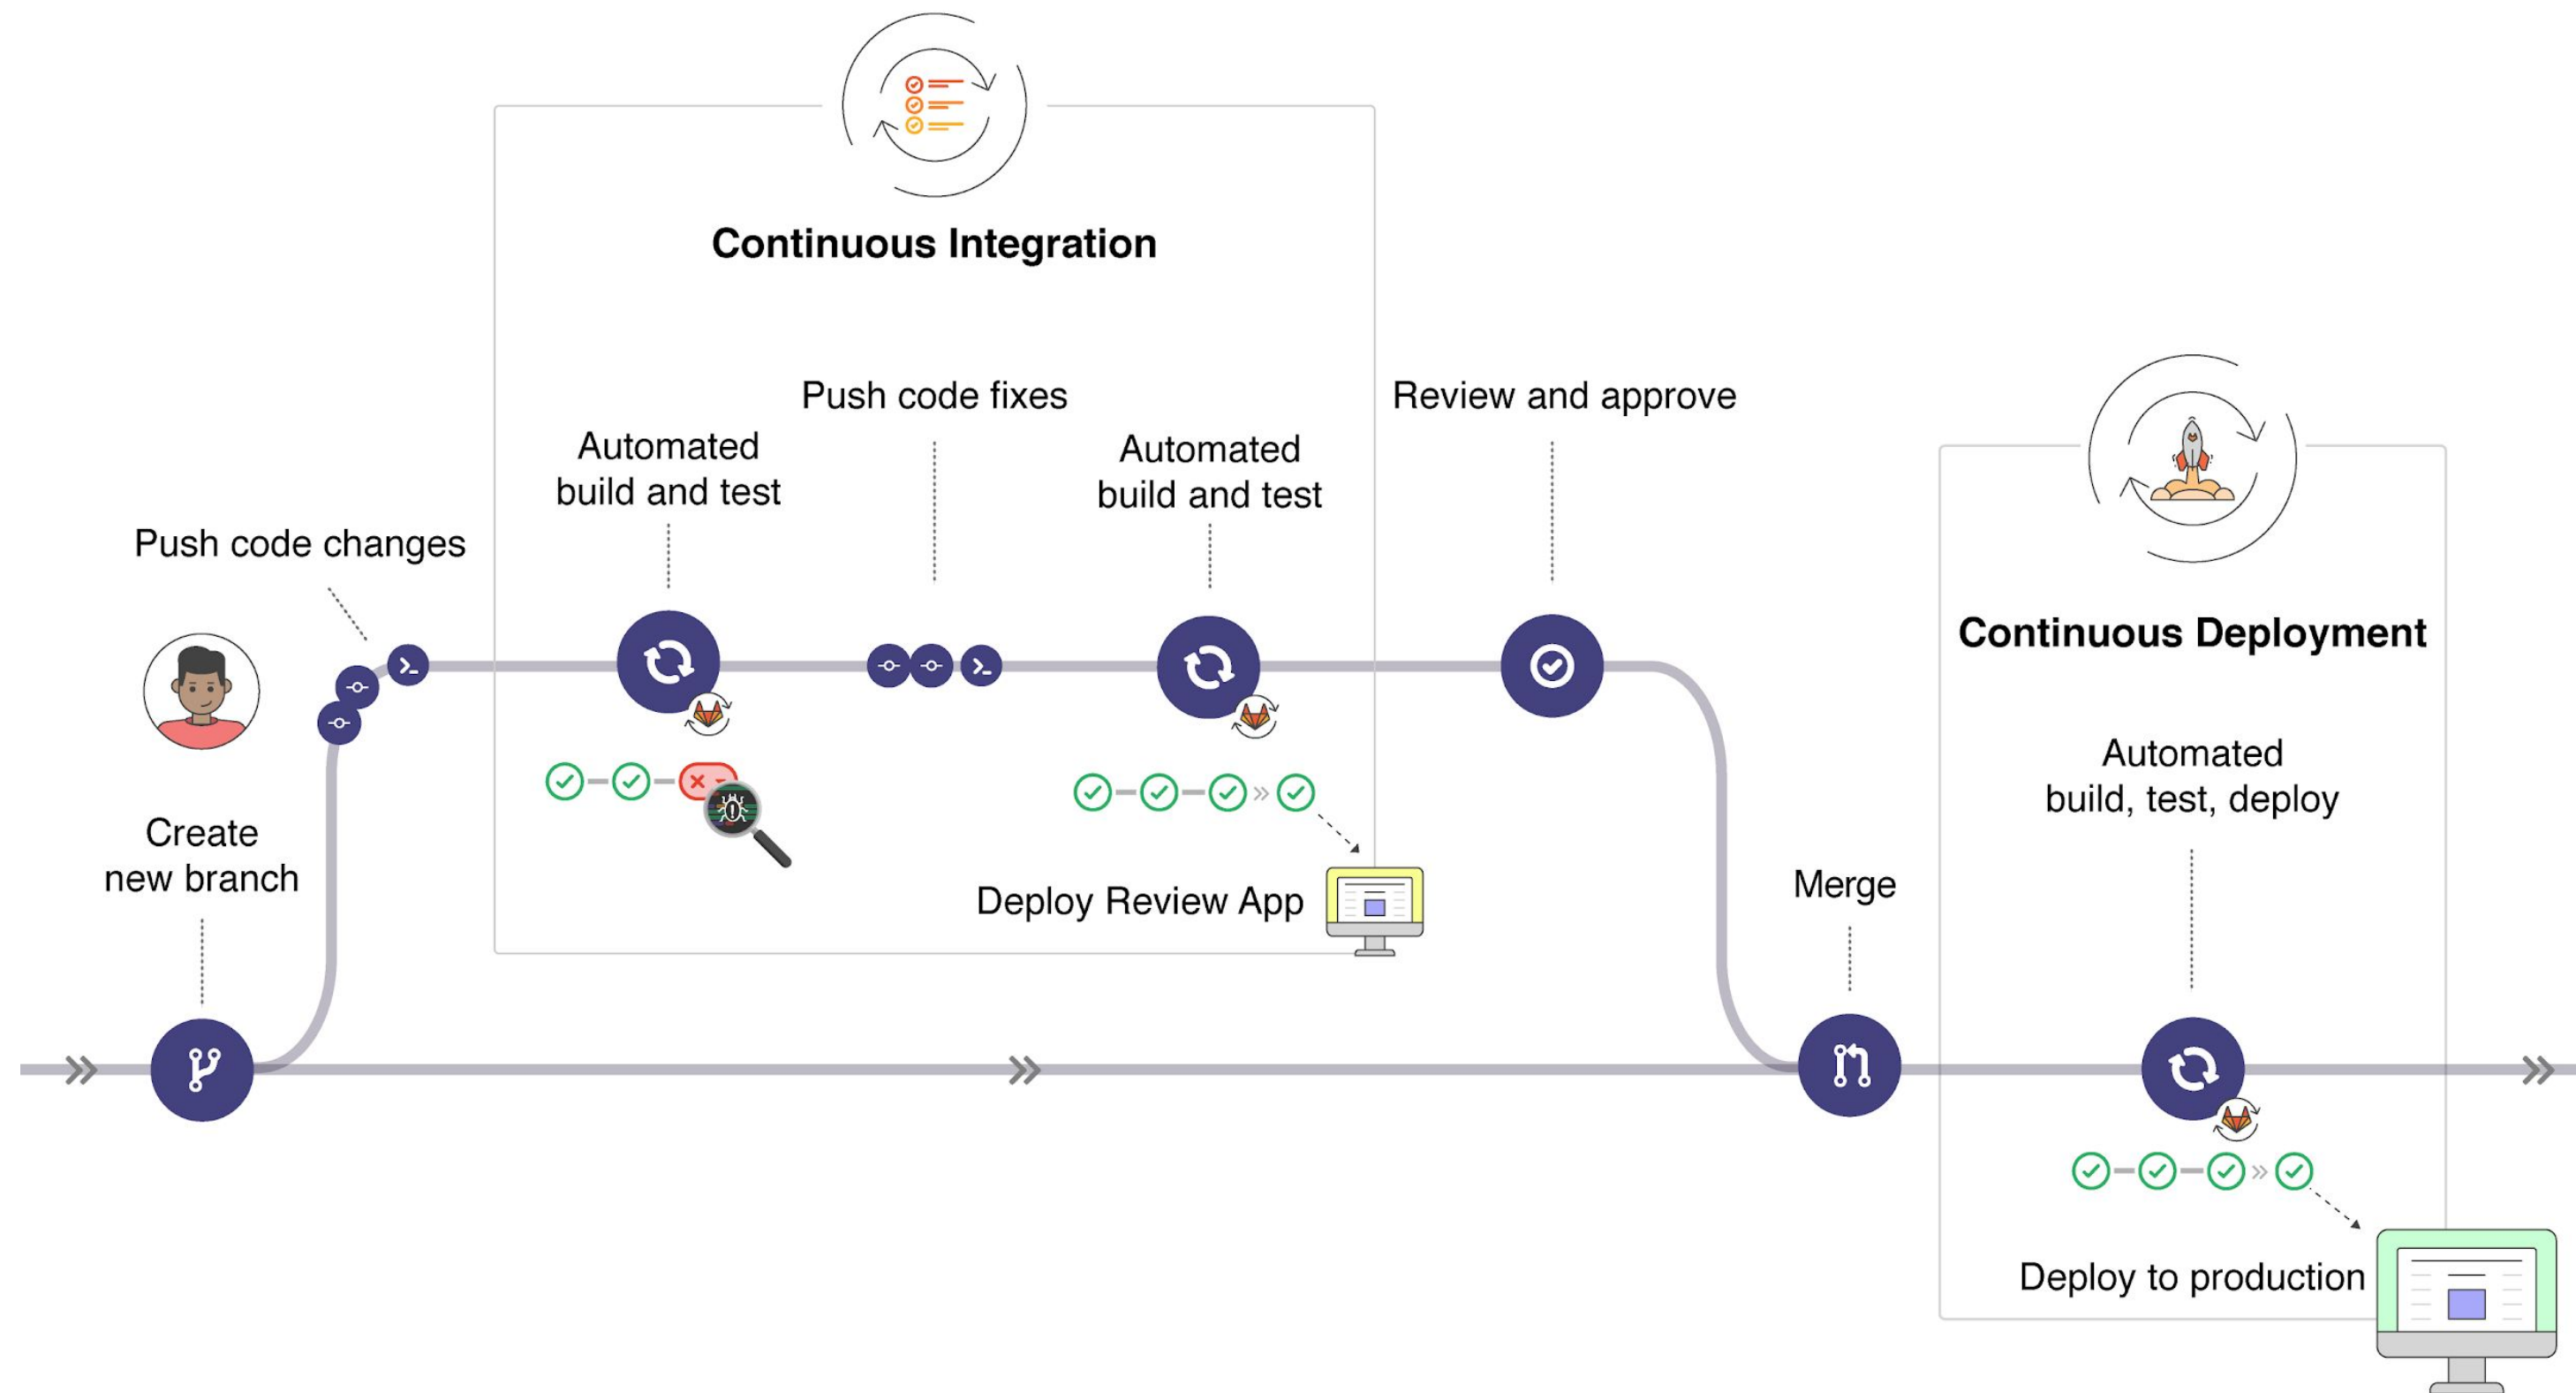 Continuous Integration
Push code fixes
Review and approve
Automated
build and test
Automated
build and test
Push code changes
Continuous Deployment
Automated
build, test, deploy
Create
new branch
Merge
Deploy Review App
Deploy to production